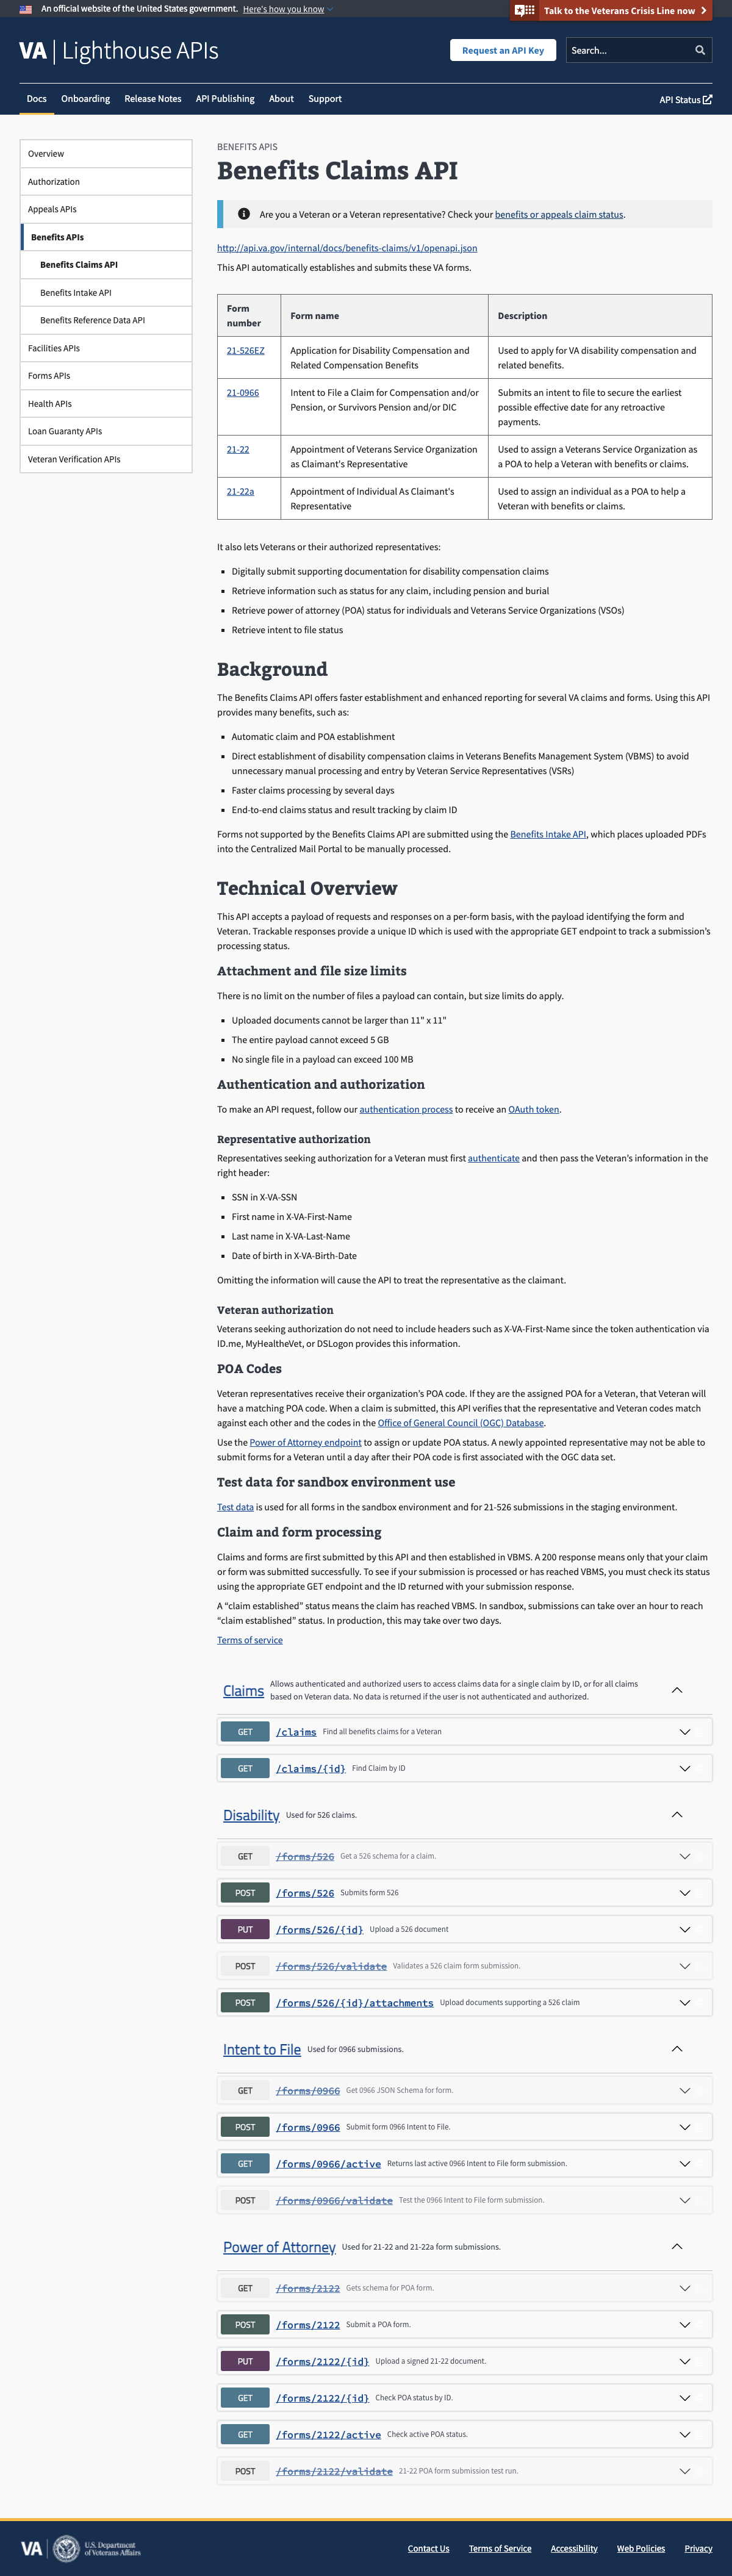 An official website of the United States government. Here's how you know
Talk to the Veterans Crisis Line now
VA | Lighthouse APIs
Request an API Key
Search...
Docs Onboarding Release Notes API Publishing About Support
API Status
Overview
Authorization
Appeals APIs
Benefits APIs
Benefits Claims API
Benefits Intake API
Benefits Reference Data API
Facilities APIs
Forms APIs
Health APIs
Loan Guaranty APIs
Veteran Verification APIs
BENEFITS APIS
Benefits Claims API
Are you a Veteran or a Veteran representative? Check your benefits or appeals claim status.
http://api.va.gov/internal/docs/benefits-claims/v1/openapi.json
This API automatically establishes and submits these VA forms.
Form number
Form name
Description
21-526EZ
Application for Disability Compensation and
Related Compensation Benefits
Used to apply for VA disability compensation and
related benefits.
21-0966
Intent to File a Claim for Compensation and/or
Pension, or Survivors Pension and/or DIC
Submits an intent to file to secure the earliest
possible effective date for any retroactive
payments.
21-22
Appointment of Veterans Service Organization
as Claimant's Representative
Used to assign a Veterans Service Organization as
a POA to help a Veteran with benefits or claims.
21-22a
Appointment of Individual As Claimant's
Representative
Used to assign an individual as a POA to help a
Veteran with benefits or claims.
It also lets Veterans or their authorized representatives:
Digitally submit supporting documentation for disability compensation claims
Retrieve information such as status for any claim, including pension and burial
Retrieve power of attorney (POA) status for individuals and Veterans Service Organizations (VSOs)
Retrieve intent to file status
Background
The Benefits Claims API offers faster establishment and enhanced reporting for several VA claims and forms. Using this API
provides many benefits, such as:
Automatic claim and POA establishment
Direct establishment of disability compensation claims in Veterans Benefits Management System (VBMS) to avoid
unnecessary manual processing and entry by Veteran Service Representatives (VSRs)
Faster claims processing by several days
End-to-end claims status and result tracking by claim ID
Forms not supported by the Benefits Claims API are submitted using the Benefits Intake API, which places uploaded PDFs
into the Centralized Mail Portal to be manually processed.
Technical Overview
This API accepts a payload of requests and responses on a per-form basis, with the payload identifying the form and
Veteran. Trackable responses provide a unique ID which is used with the appropriate GET endpoint to track a submission's
processing status.
Attachment and file size limits
There is no limit on the number of files a payload can contain, but size limits do apply.
Uploaded documents cannot be larger than 11" x 11"
The entire payload cannot exceed 5 GB
No single file in a payload can exceed 100 MB
Authentication and authorization
To make an API request, follow our authentication process to receive an OAuth token.
Representative authorization
Representatives seeking authorization for a Veteran must first authenticate and then pass the Veteran's information in the
right header:
SSN in X-VA-SSN
First name in X-VA-First-Name
Last name in X-VA-Last-Name
Date of birth in X-VA-Birth-Date
Omitting the information will cause the API to treat the representative as the claimant.
Veteran authorization
Veterans seeking authorization do not need to include headers such as X-VA-First-Name since the token authentication via
ID.me, MyHealtheVet, or DSLogon provides this information.
POA Codes
Veteran representatives receive their organization's POA code. If they are the assigned POA for a Veteran, that Veteran will
have a matching POA code. When a claim is submitted, this API verifies that the representative and Veteran codes match
against each other and the codes in the Office of General Council (OGC) Database.
Use the Power of Attorney endpoint to assign or update POA status. A newly appointed representative may not be able to
submit forms for a Veteran until a day after their POA code is first associated with the OGC data set.
Test data for sandbox environment use
Test data is used for all forms in the sandbox environment and for 21-526 submissions in the staging environment.
Claim and form processing
Claims and forms are first submitted by this API and then established in VBMS. A 200 response means only that your claim
or form was submitted successfully. To see if your submission is processed or has reached VBMS, you must check its status
using the appropriate GET endpoint and the ID returned with your submission response.
A "claim established" status means the claim has reached VBMS. In sandbox, submissions can take over an hour to reach
"claim established" status. In production, this may take over two days.
Terms of service
Claims Allows authenticated and authorized users to access claims data for a single claim by ID, or for all claims
based on Veteran data. No data is returned if the user is not authenticated and authorized.
GET /claims Find all benefits claims for a Veteran
GET /claims/{id} Find Claim by ID
Disability Used for 526 claims.
GET /forms/526 Get a 526 schema for a claim.
POST /forms/526 Submits form 526
PUT /forms/526/{id} Upload a 526 document
POST /forms/526/validate Validates a 526 claim form submission.
POST /forms/526/{id}/attachments Upload documents supporting a 526 claim
Intent to File Used for 0966 submissions.
GET /forms/0966 Get 0966 JSON Schema for form.
POST /forms/0966 Submit form 0966 Intent to File.
GET /forms/0966/active Returns last active 0966 Intent to File form submission.
POST /forms/0966/validate Test the 0966 Intent to File form submission.
Power of Attorney Used for 21-22 and 21-22a form submissions.
GET /forms/2122 Gets schema for POA form.
POST /forms/2122 Submit a POA form.
PUT /forms/2122/{id} Upload a signed 21-22 document.
GET /forms/2122/{id} Check POA status by ID.
GET /forms/2122/active Check active POA status.
POST /forms/2122/validate 21-22 POA form submission test run.
VA U.S. Department
of Veterans Affairs
Contact Us Terms of Service Accessibility Web Policies Privacy